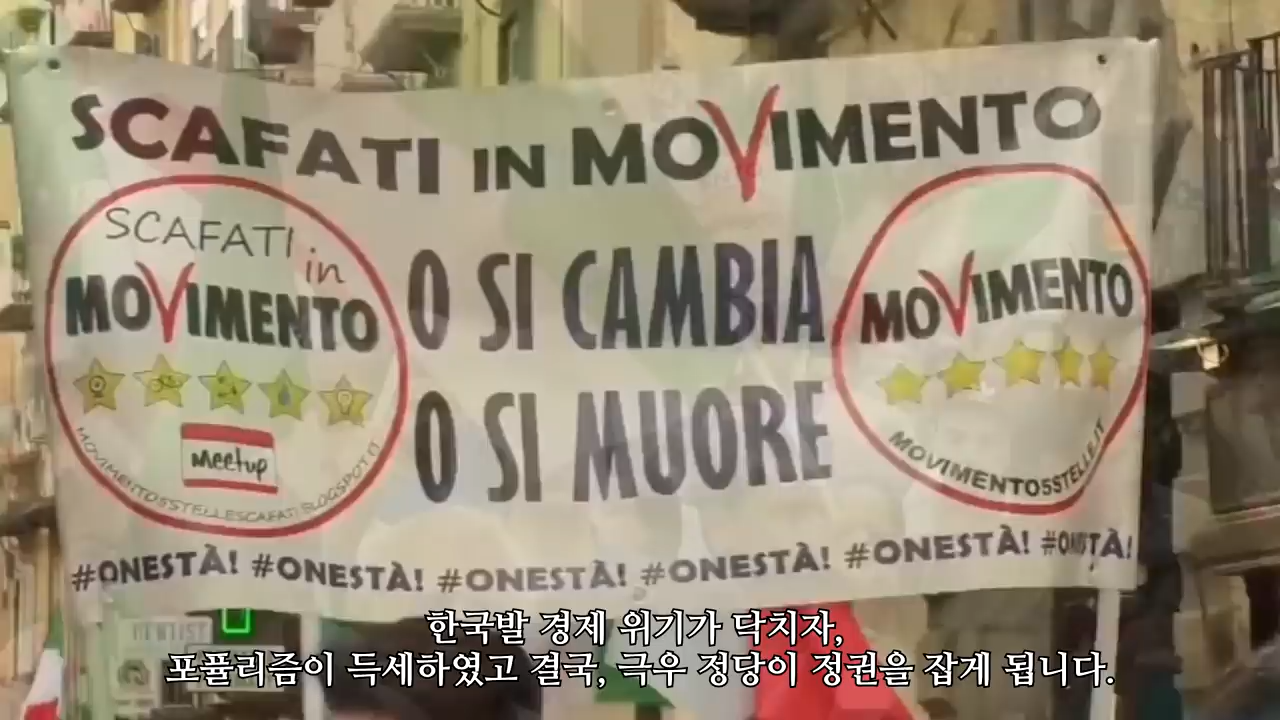 SCAFATI IN MOVIMENTO
SCAFATI in
MOVIMENTO
meetup
MOVIMENTO5STELLESCAFATI.BLOGSPOT.IT
O SI CAMBIA
O SI MUORE
MOVIMENTO
MOVIMENTO5STELLE.IT
#ONESTÀ! #ONESTÀ! #ONESTÀ! #ONESTÀ! #ONESTÀ! #ONESTÀ!
DENTIST
한국발 경제 위기가 닥치자,
포퓰리즘이 득세하였고 결국, 극우 정당이 정권을 잡게 됩니다.